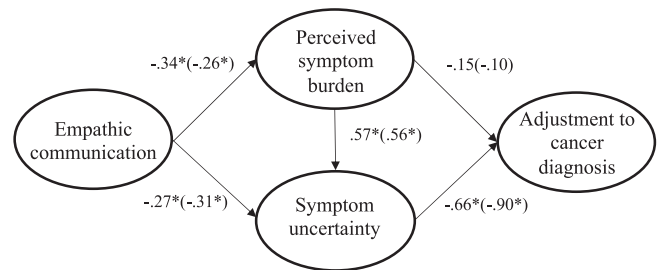 Perceived
symptom
burden
-.34*(-.26*)
-.15(-.10)
Empathic
communication
.57*(.56*)
Adjustment to
cancer
diagnosis
-.27*(-.31*)
Symptom
uncertainty
-.66*(-.90*)